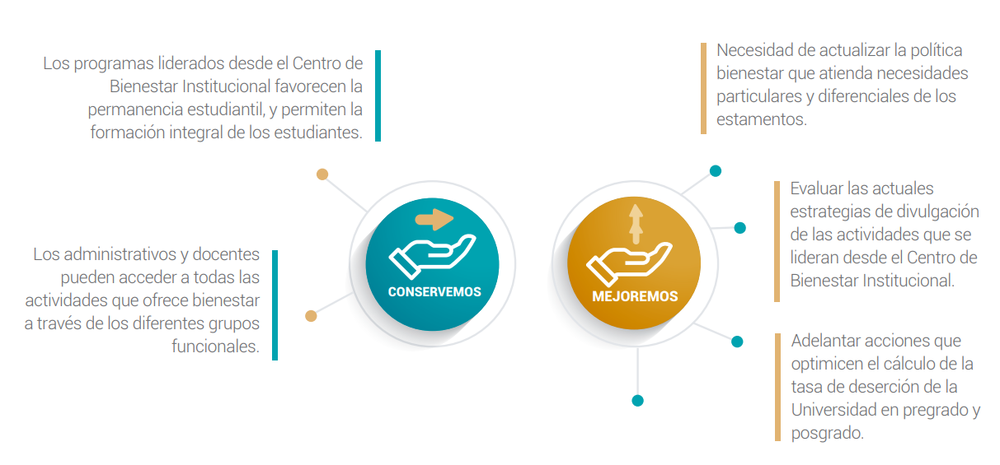 Los programas liderados desde el Centro de
Bienestar Institucional favorecen la
permanencia estudiantil, y permiten la
formación integral de los estudiantes.
Los administrativos y docentes
pueden acceder a todas las
actividades que ofrece bienestar
a través de los diferentes grupos
funcionales.
CONSERVEMOS
MEJOREMOS
Necesidad de actualizar la política
bienestar que atienda necesidades
particulares y diferenciales de los
estamentos.
Evaluar las actuales
estrategias de divulgación
de las actividades que se
lideran desde el Centro de
Bienestar Institucional.
Adelantar acciones que
optimicen el cálculo de la
tasa de deserción de la
Universidad en pregrado y
posgrado.